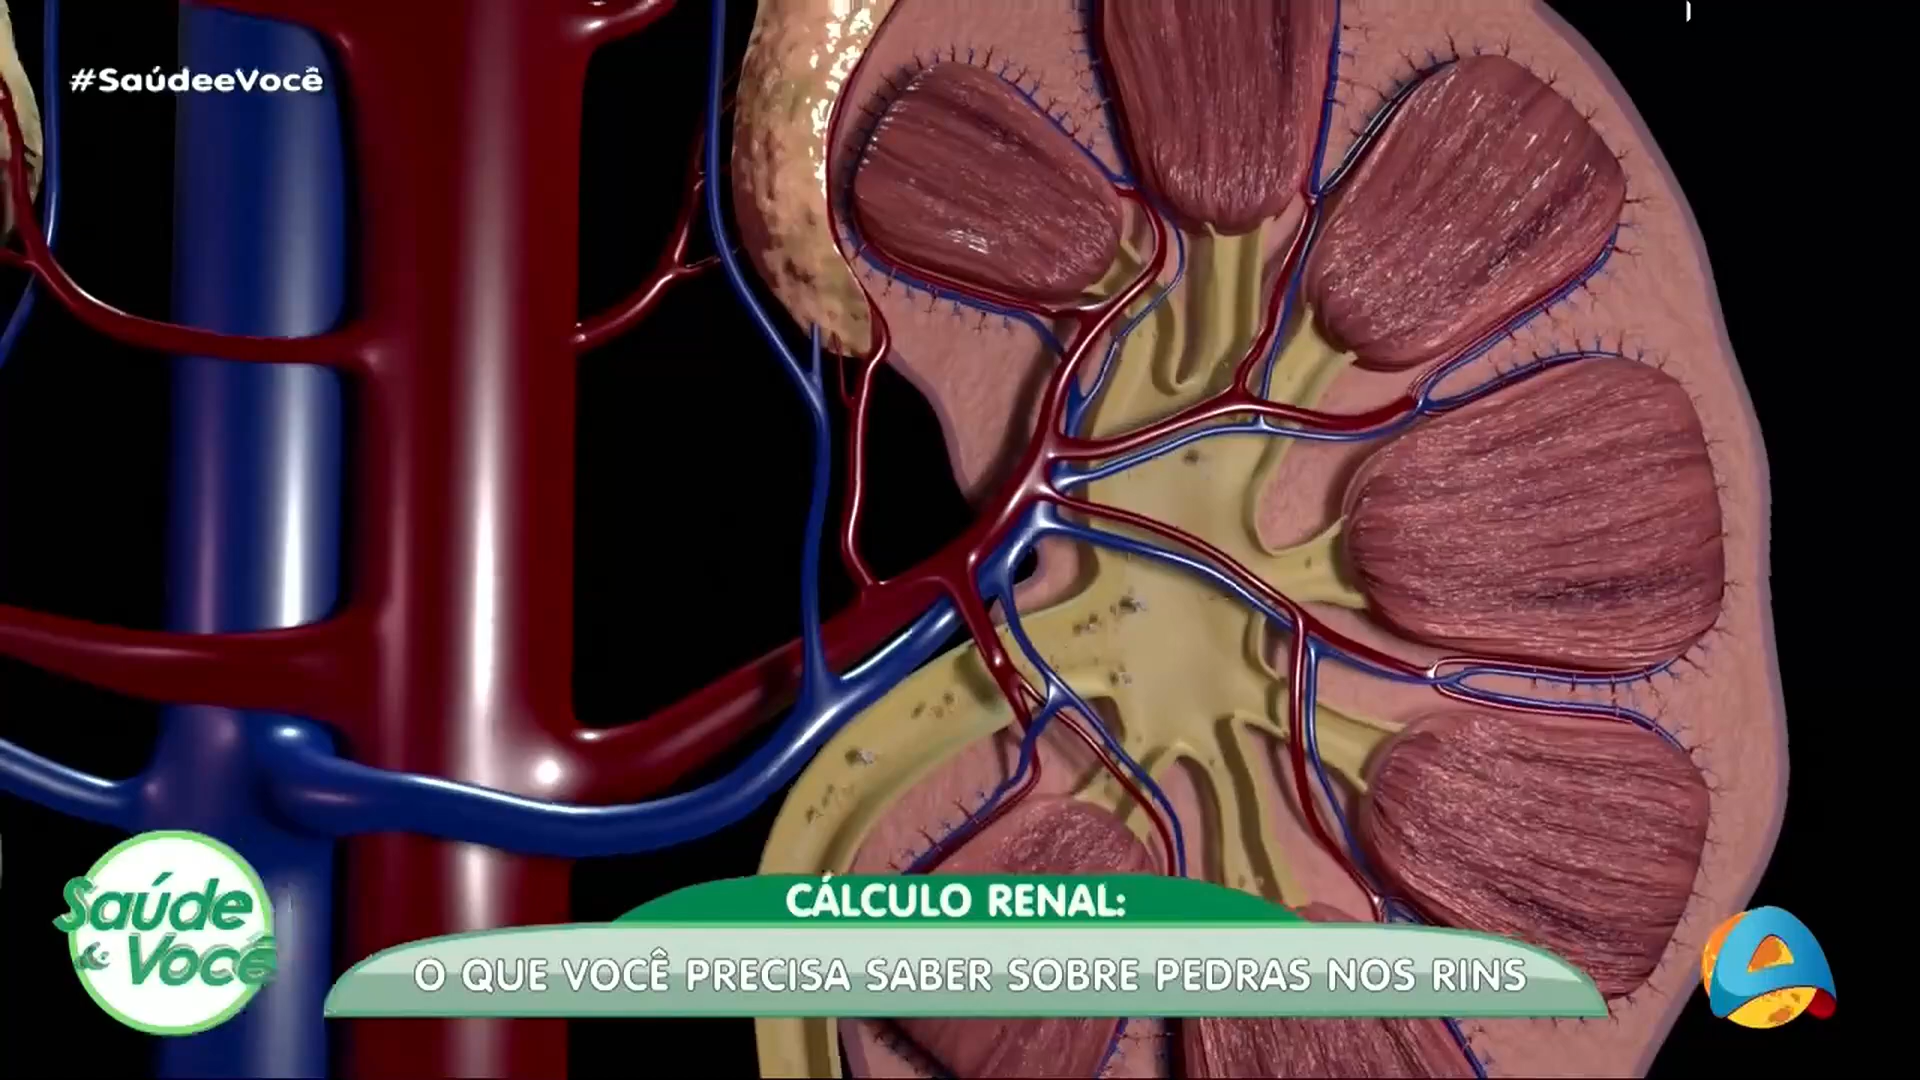 #SaúdeeVocê
CÁLCULO RENAL:
O QUE VOCÊ PRECISA SABER SOBRE PEDRAS NOS RINS
Saúde
& Você